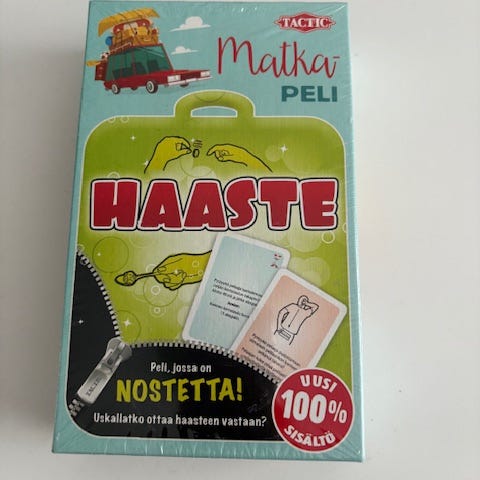 TACTIC
Matka-
PELI
HAASTE
Peli, jossa on
NOSTETTA!
Uskallatko ottaa haasteen vastaan?
UUSI
100%
SISÄLTÖ